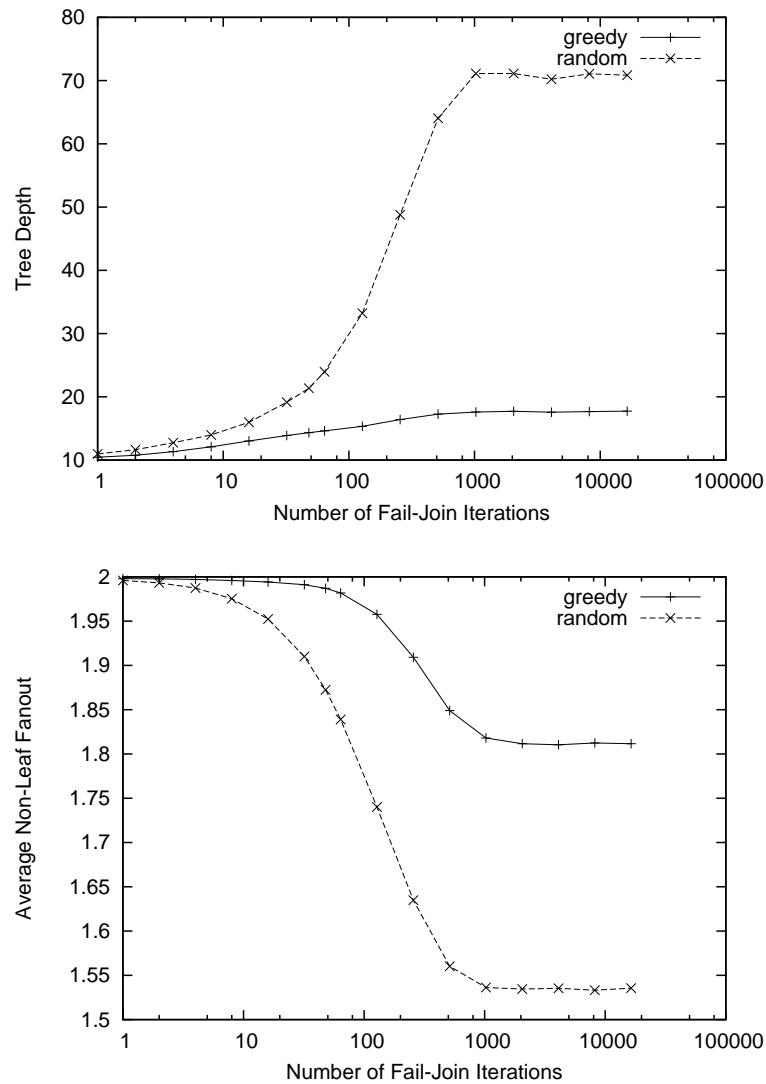 80
70
60
50
40
30
20
10
Tree Depth
greedy
random
1 10 100 1000 10000 100000
Number of Fail-Join Iterations
2
1.95
1.9
1.85
1.8
1.75
1.7
1.65
1.6
1.55
1.5
Average Non-Leaf Fanout
greedy
random
1 10 100 1000 10000 100000
Number of Fail-Join Iterations